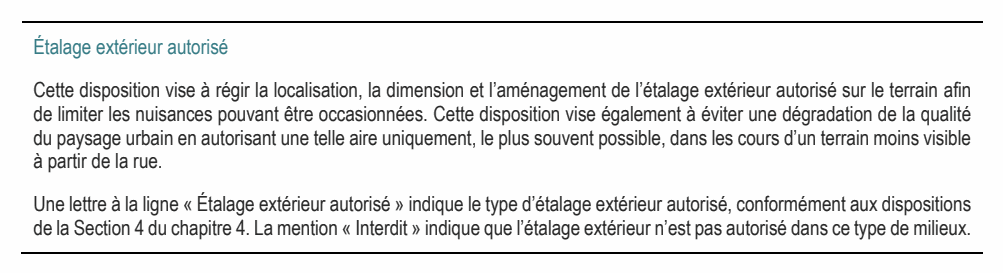 Étalage extérieur autorisé
Cette disposition vise à régir la localisation, la dimension et l’aménagement de l’étalage extérieur autorisé sur le terrain afin
de limiter les nuisances pouvant être occasionnées. Cette disposition vise également à éviter une dégradation de la qualité
du paysage urbain en autorisant une telle aire uniquement, le plus souvent possible, dans les cours d’un terrain moins visible
à partir de la rue.
Une lettre à la ligne « Étalage extérieur autorisé » indique le type d’étalage extérieur autorisé, conformément aux dispositions
de la Section 4 du chapitre 4. La mention « Interdit » indique que l’étalage extérieur n’est pas autorisé dans ce type de milieux.